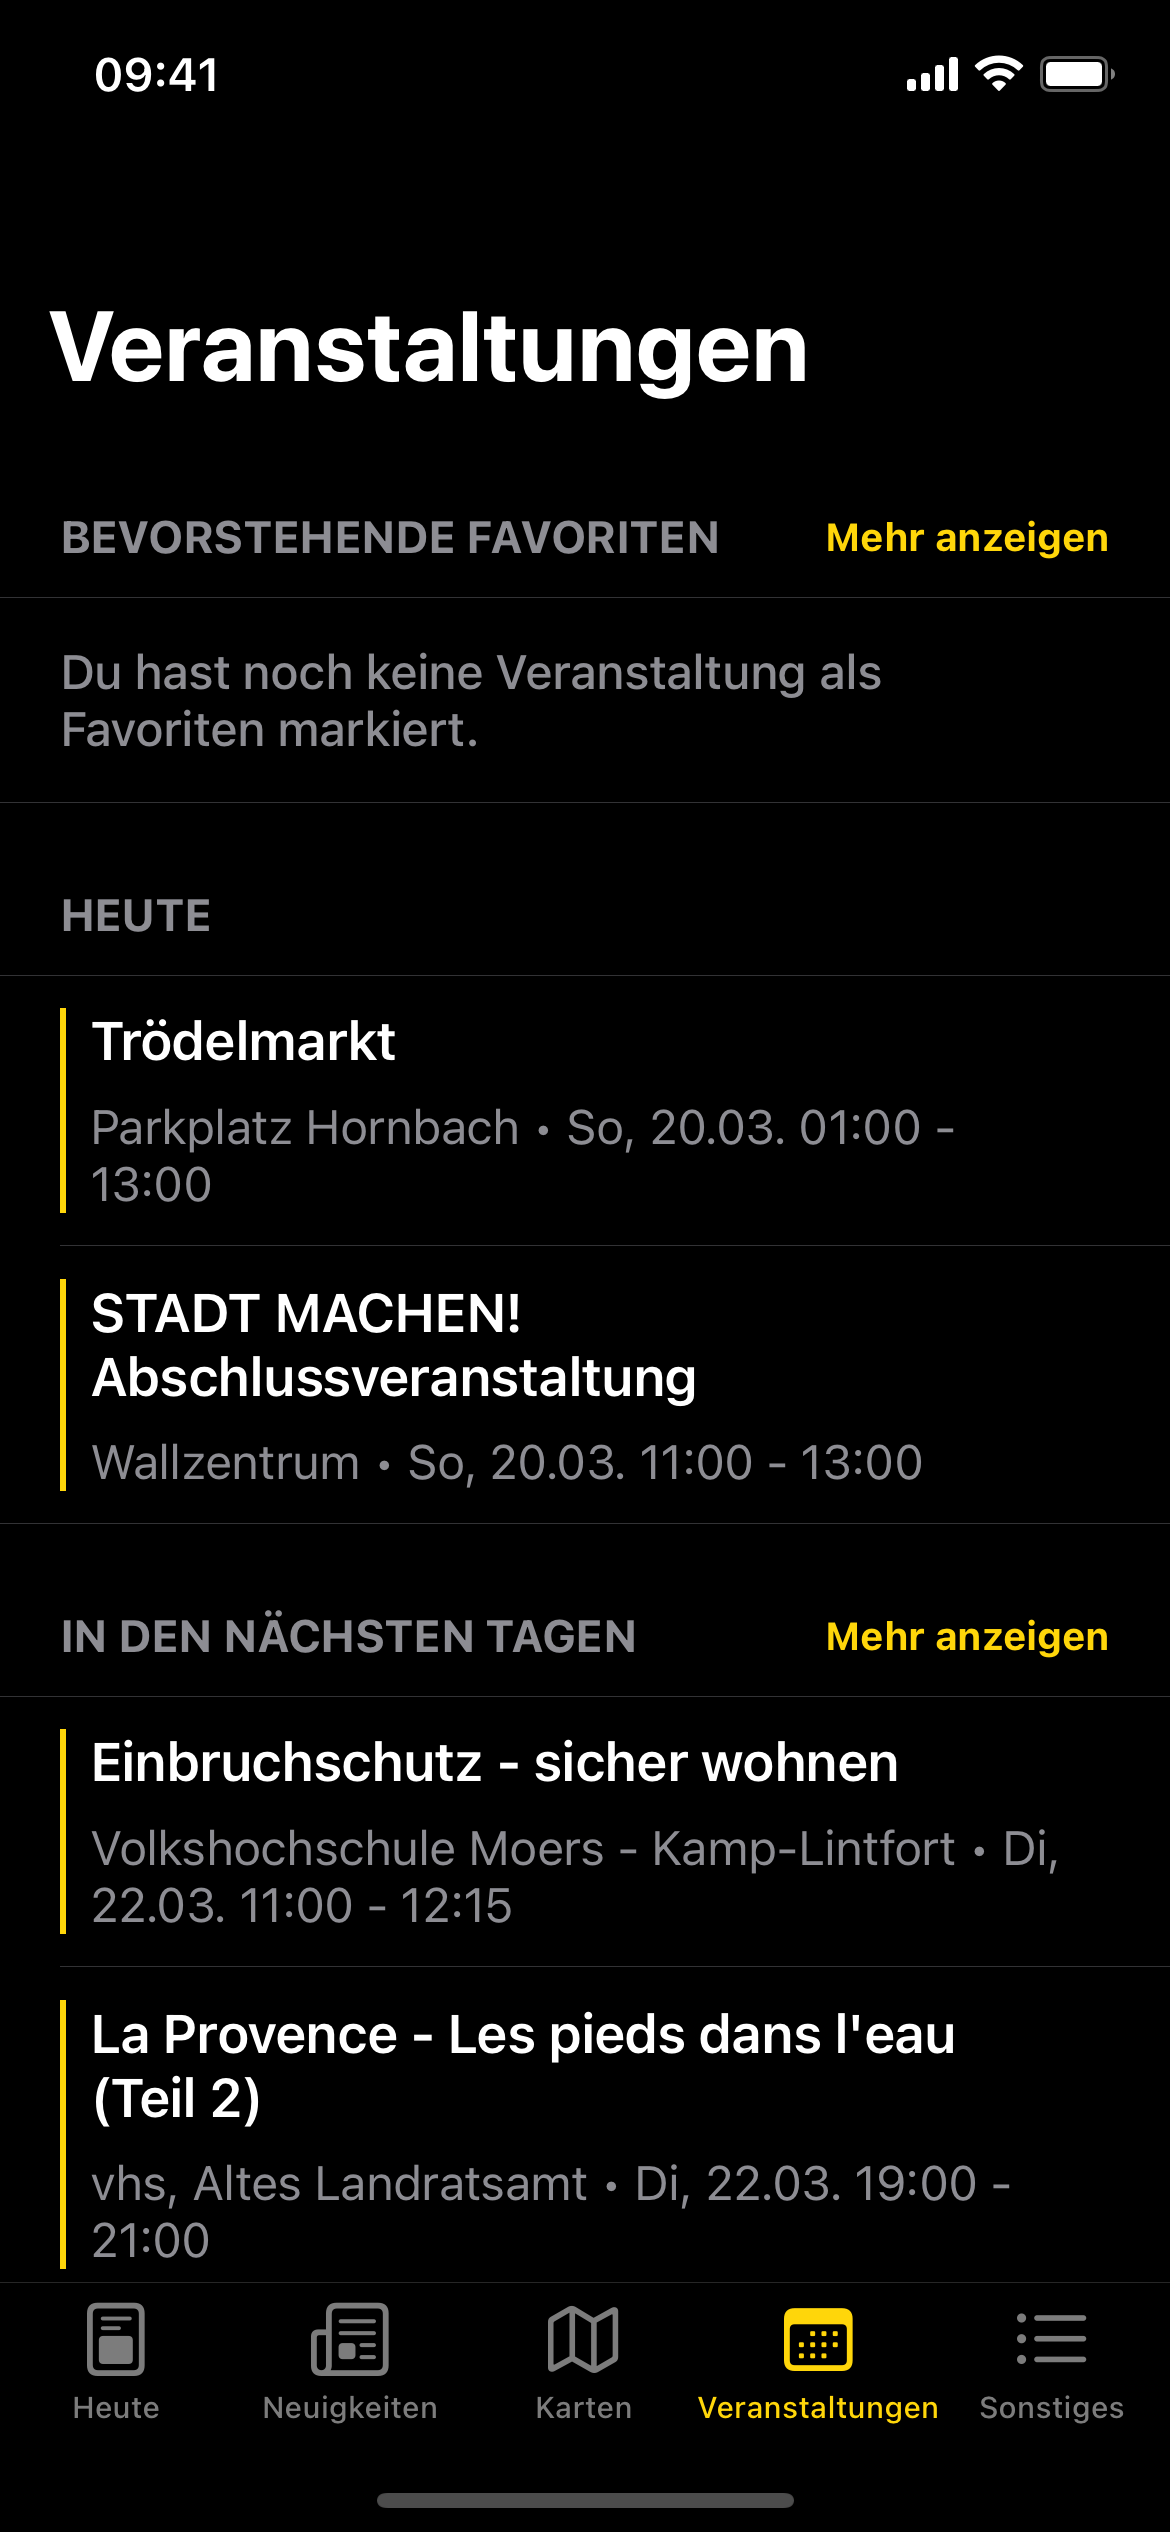 09:41
Veranstaltungen
BEVORSTEHENDE FAVORITEN Mehr anzeigen
Du hast noch keine Veranstaltung als
Favoriten markiert.
HEUTE
Trödelmarkt
Parkplatz Hornbach • So, 20.03. 01:00 -
13:00
STADT MACHEN!
Abschlussveranstaltung
Wallzentrum • So, 20.03. 11:00 - 13:00
IN DEN NÄCHSTEN TAGEN Mehr anzeigen
Einbruchschutz - sicher wohnen
Volkshochschule Moers - Kamp-Lintfort • Di,
22.03. 11:00 - 12:15
La Provence - Les pieds dans l'eau
(Teil 2)
vhs, Altes Landratsamt • Di, 22.03. 19:00 -
21:00
Heute Neuigkeiten Karten Veranstaltungen Sonstiges